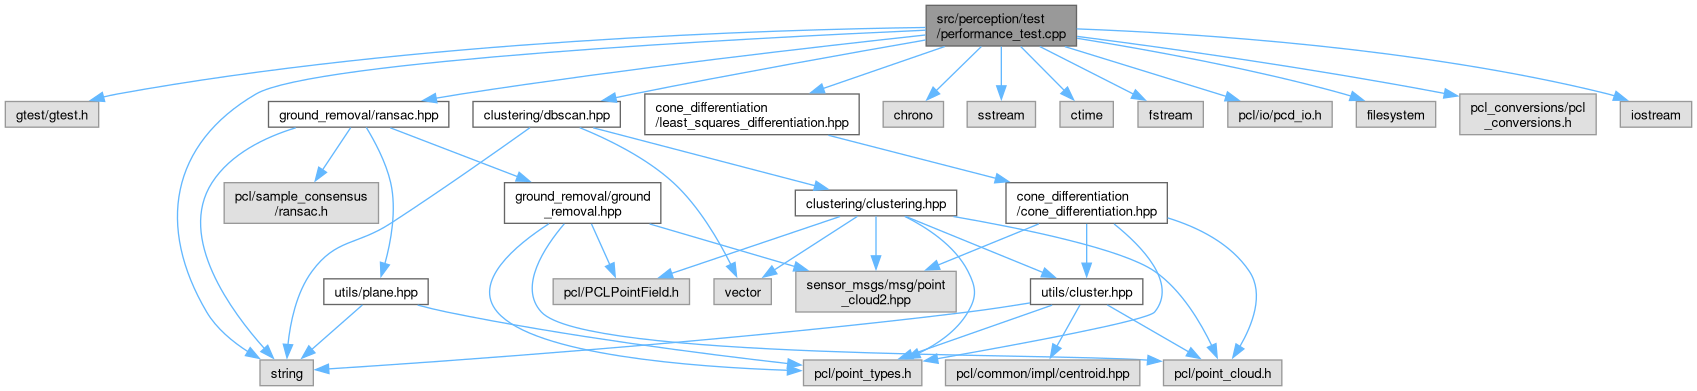 src/perception/test
/performance_test.cpp
gtest/gtest.h
ground_removal/ransac.hpp
clustering/dbscan.hpp
cone_differentiation
/least_squares_differentiation.hpp
chrono
sstream
ctime
fstream
pcl/io/pcd_io.h
filesystem
pcl_conversions/pcl
_conversions.h
iostream
pcl/sample_consensus
/ransac.h
ground_removal/ground
_removal.hpp
clustering/clustering.hpp
cone_differentiation
/cone_differentiation.hpp
utils/plane.hpp
pcl/PCLPointField.h
vector
sensor_msgs/msg/point
_cloud2.hpp
utils/cluster.hpp
string
pcl/point_types.h
pcl/common/impl/centroid.hpp
pcl/point_cloud.h